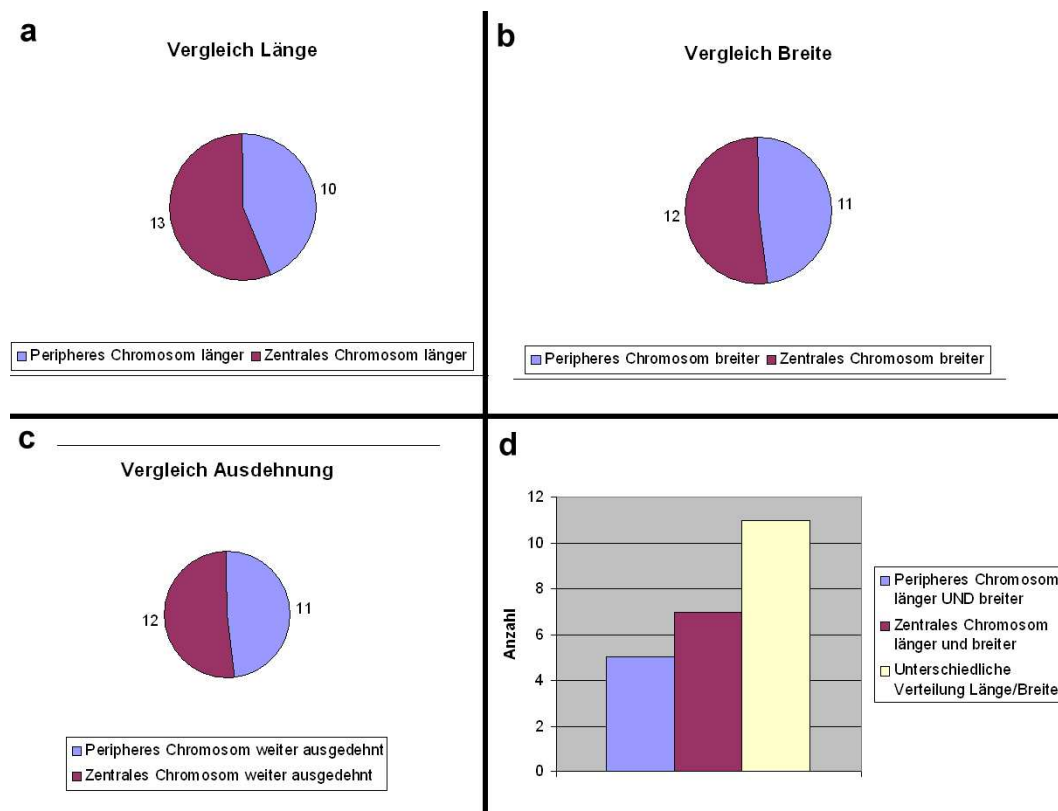 a
Vergleich Länge
10
13
Peripheres Chromosom länger Zentrales Chromosom länger
b
Vergleich Breite
11
12
Peripheres Chromosom breiter Zentrales Chromosom breiter
c
Vergleich Ausdehnung
11
12
Peripheres Chromosom weiter ausgedehnt
Zentrales Chromosom weiter ausgedehnt
d
12
10
8
6
4
2
0
Anzahl
Peripheres Chromosom
länger UND breiter
Zentrales Chromosom
länger und breiter
Unterschiedliche
Verteilung Länge/Breite